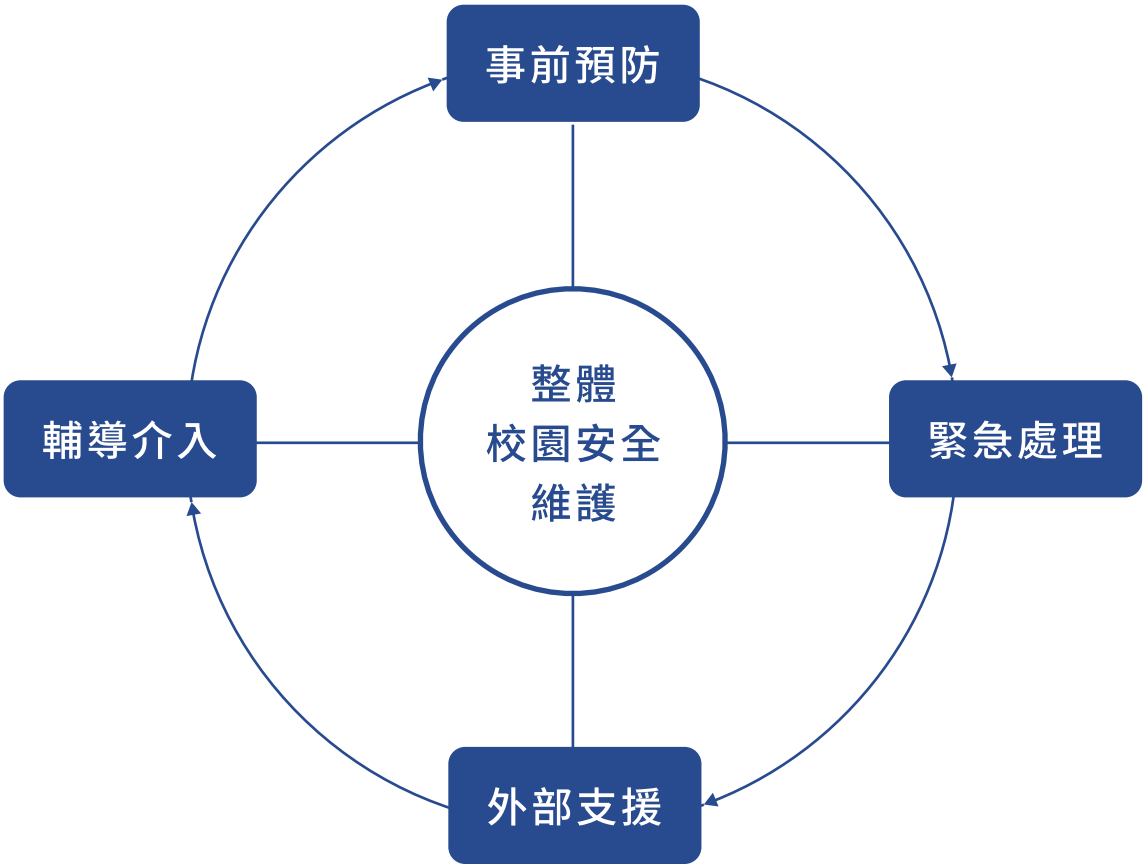 事前預防
輔導介入
整體
校園安全
維護
緊急處理
外部支援